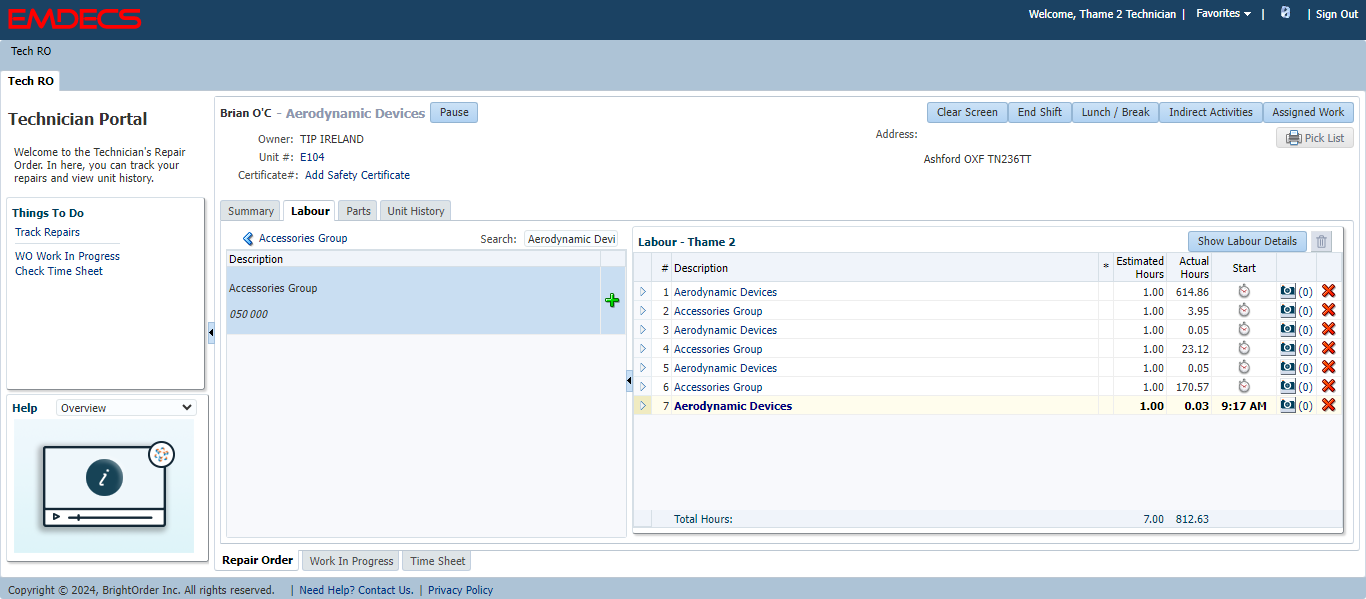 EMDECS
Welcome, Thame 2 Technician | Favorites | | Sign Out
Tech RO
Tech RO
Technician Portal
Welcome to the Technician's Repair
Order. In here, you can track your
repairs and view unit history.
Things To Do
Track Repairs
WO Work In Progress
Check Time Sheet
Help Overview
i
Brian O'C - Aerodynamic Devices Pause
Clear Screen End Shift Lunch / Break Indirect Activities Assigned Work
Owner: TIP IRELAND
Address:
Pick List
Unit #: E104
Ashford OXF TN236TT
Certificate#: Add Safety Certificate
Summary Labour Parts Unit History
Accessories Group Search: Aerodynamic Devi
Description
Accessories Group
050 000
Labour - Thame 2 Show Labour Details
# Description * Estimated Hours Actual Hours Start
1 Aerodynamic Devices 1.00 614.86 (0)
2 Accessories Group 1.00 3.95 (0)
3 Aerodynamic Devices 1.00 0.05 (0)
4 Accessories Group 1.00 23.12 (0)
5 Aerodynamic Devices 1.00 0.05 (0)
6 Accessories Group 1.00 170.57 (0)
7 Aerodynamic Devices 1.00 0.03 9:17 AM (0)
Total Hours: 7.00 812.63
Repair Order Work In Progress Time Sheet
Copyright © 2024, BrightOrder Inc. All rights reserved. | Need Help? Contact Us. | Privacy Policy